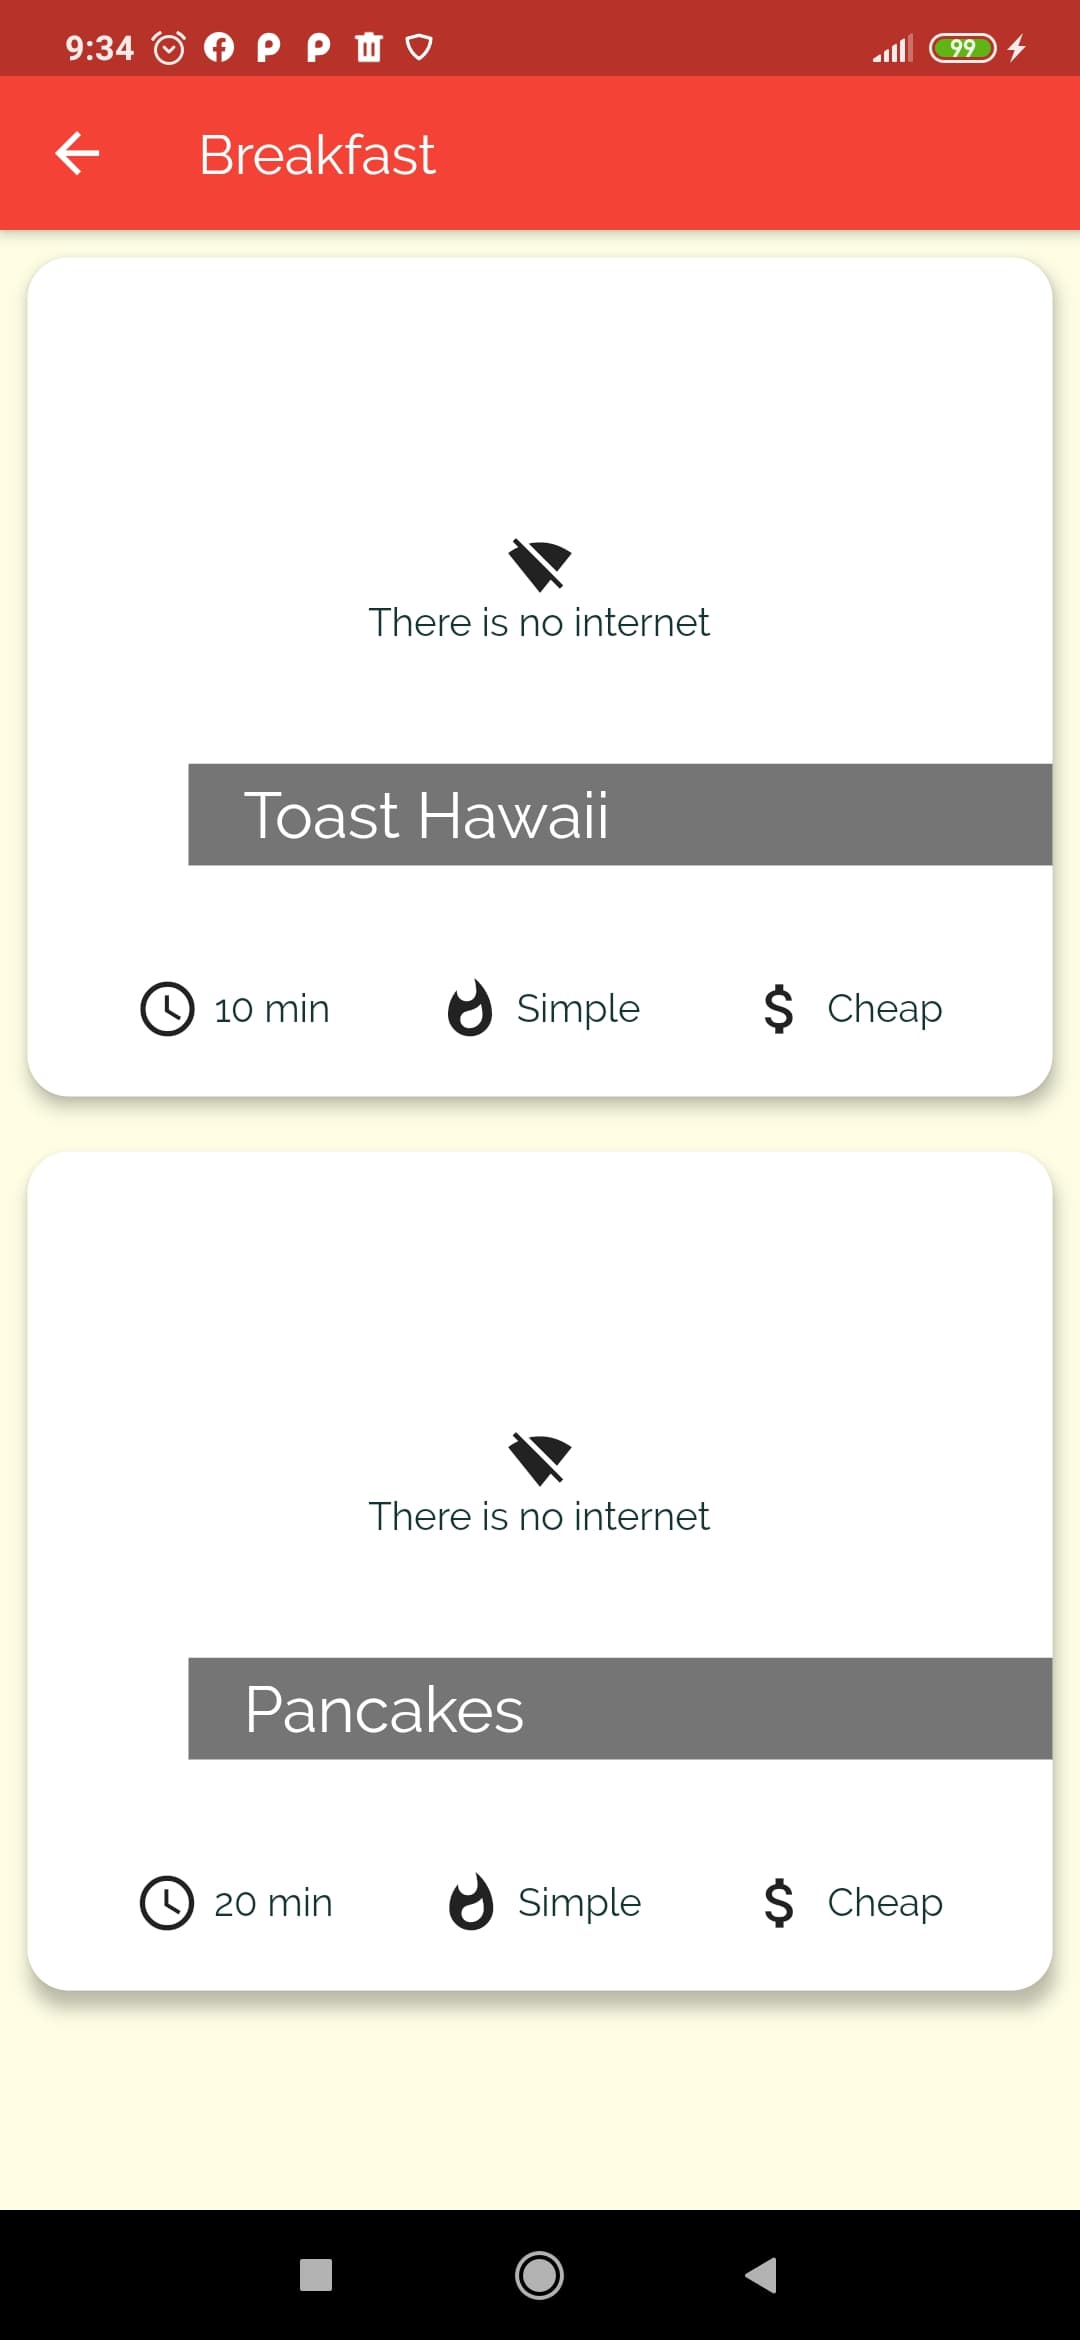 9:34
99
Breakfast
There is no internet
Toast Hawaii
10 min Simple $ Cheap
There is no internet
Pancakes
20 min Simple $ Cheap